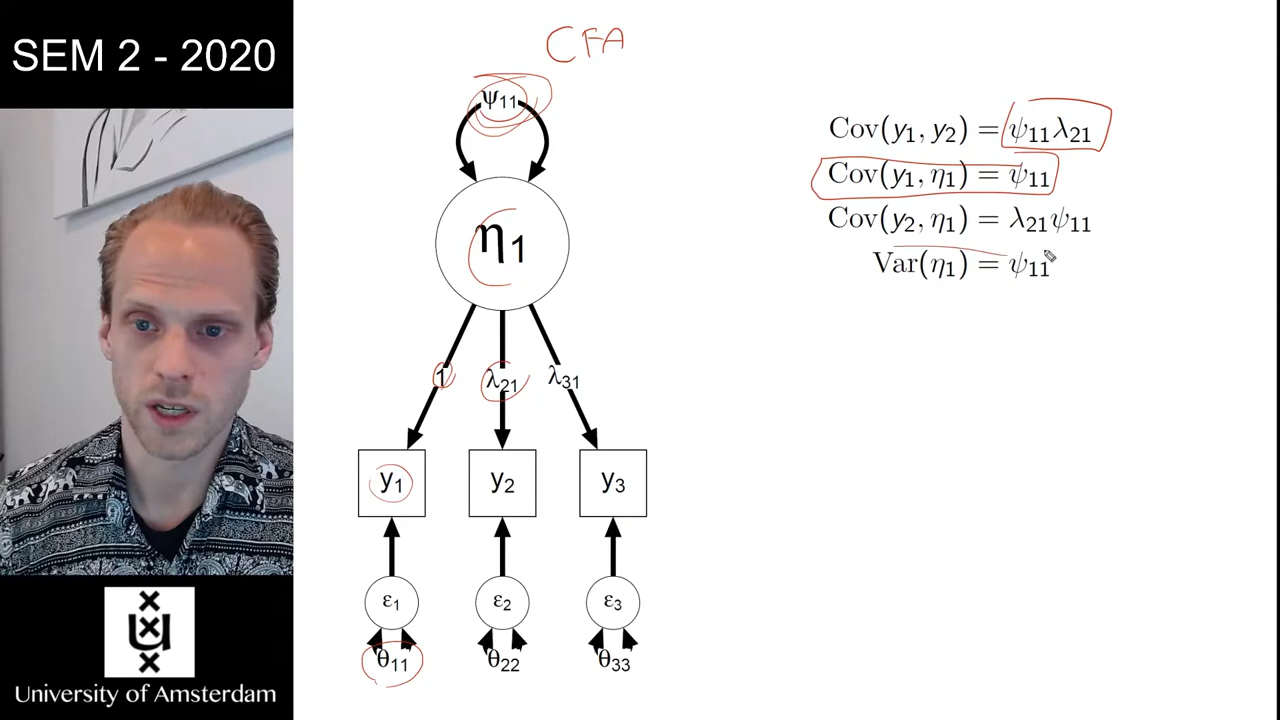 SEM 2 - 2020
CFA
ψ11
η1
1 λ21 λ31
y1 y2 y3
ε1 ε2 ε3
θ11 θ22 θ33
Cov(y1, y2) = ψ11λ21
Cov(y1, η1) = ψ11
Cov(y2, η1) = λ21ψ11
Var(η1) = ψ11
U
University of Amsterdam